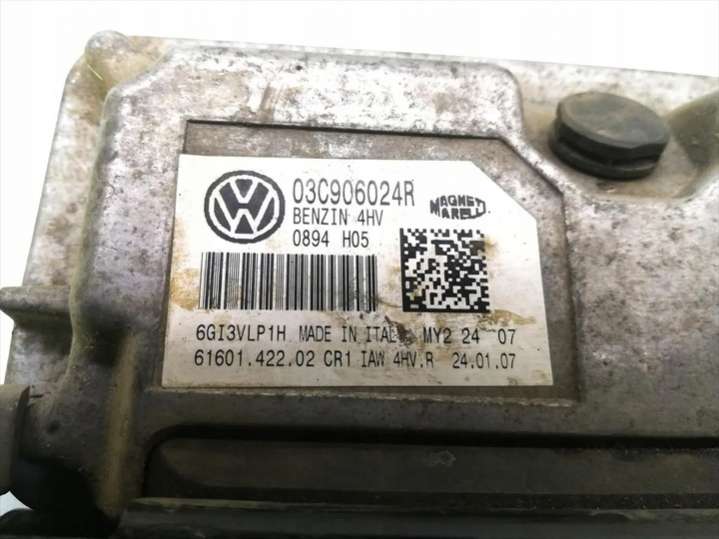 03C906024R
BENZIN 4HV
0894 H05
MAGNETI
MARELLI
6GI3VLP1H MADE IN ITALY MY2 24 07
61601.422.02 CR1 IAW 4HV.R 24.01.07